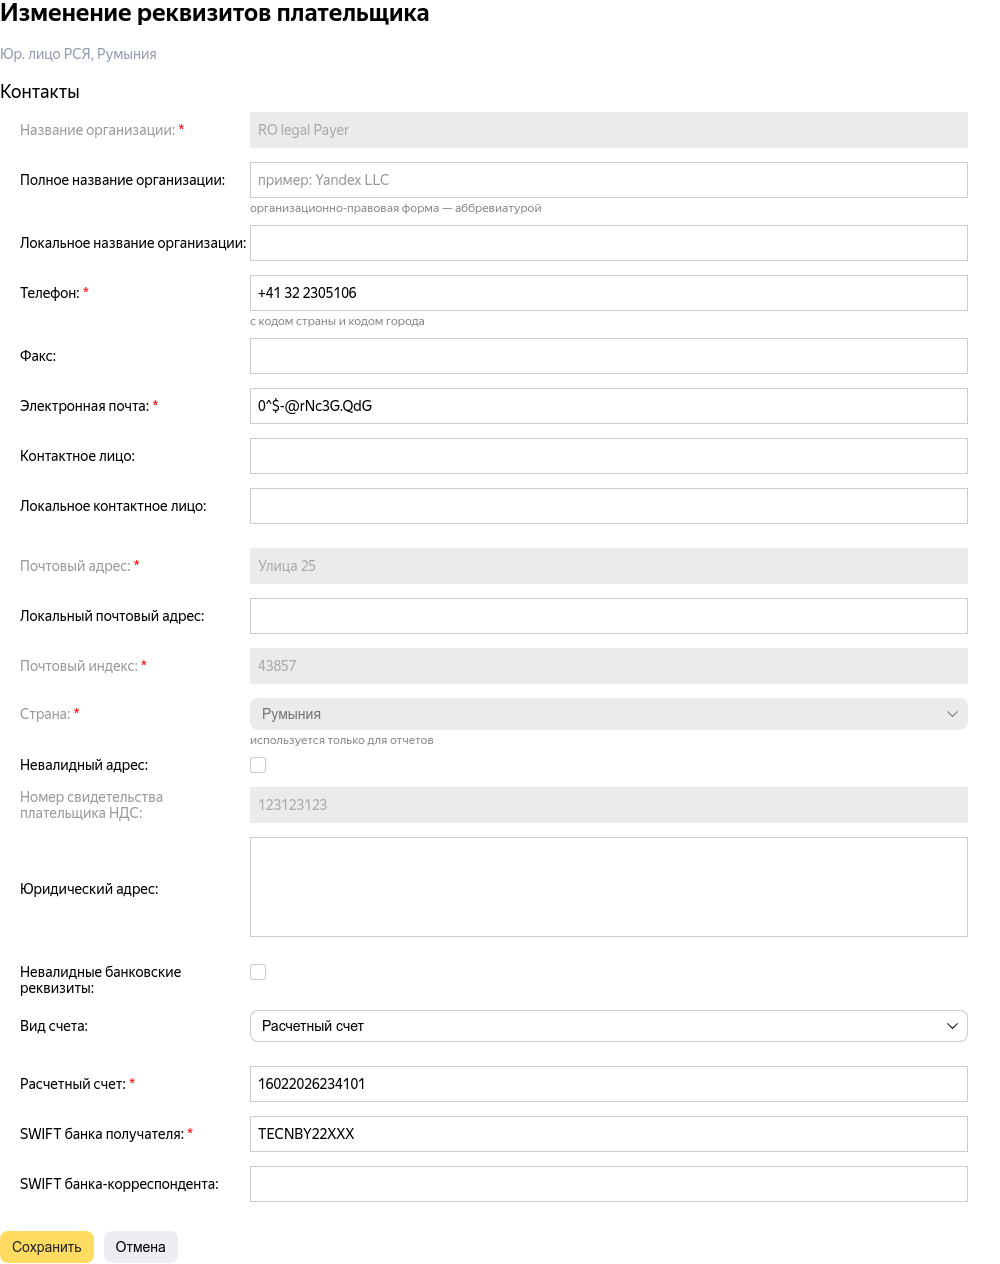 Изменение реквизитов плательщика
Юр. лицо РСЯ, Румыния
Контакты
Название организации: * RO legal Payer
Полное название организации: пример: Yandex LLC
организационно-правовая форма — аббревиатурой
Локальное название организации:
Телефон: * +41 32 2305106
с кодом страны и кодом города
Факс:
Электронная почта: * 0^$-@rNc3G.QdG
Контактное лицо:
Локальное контактное лицо:
Почтовый адрес: * Улица 25
Локальный почтовый адрес:
Почтовый индекс: * 43857
Страна: * Румыния
используется только для отчетов
Невалидный адрес:
Номер свидетельства
плательщика НДС: 123123123
Юридический адрес:
Невалидные банковские
реквизиты:
Вид счета: Расчетный счет
Расчетный счет: * 16022026234101
SWIFT банка получателя: * TECNBY22XXX
SWIFT банка-корреспондента:
Сохранить Отмена